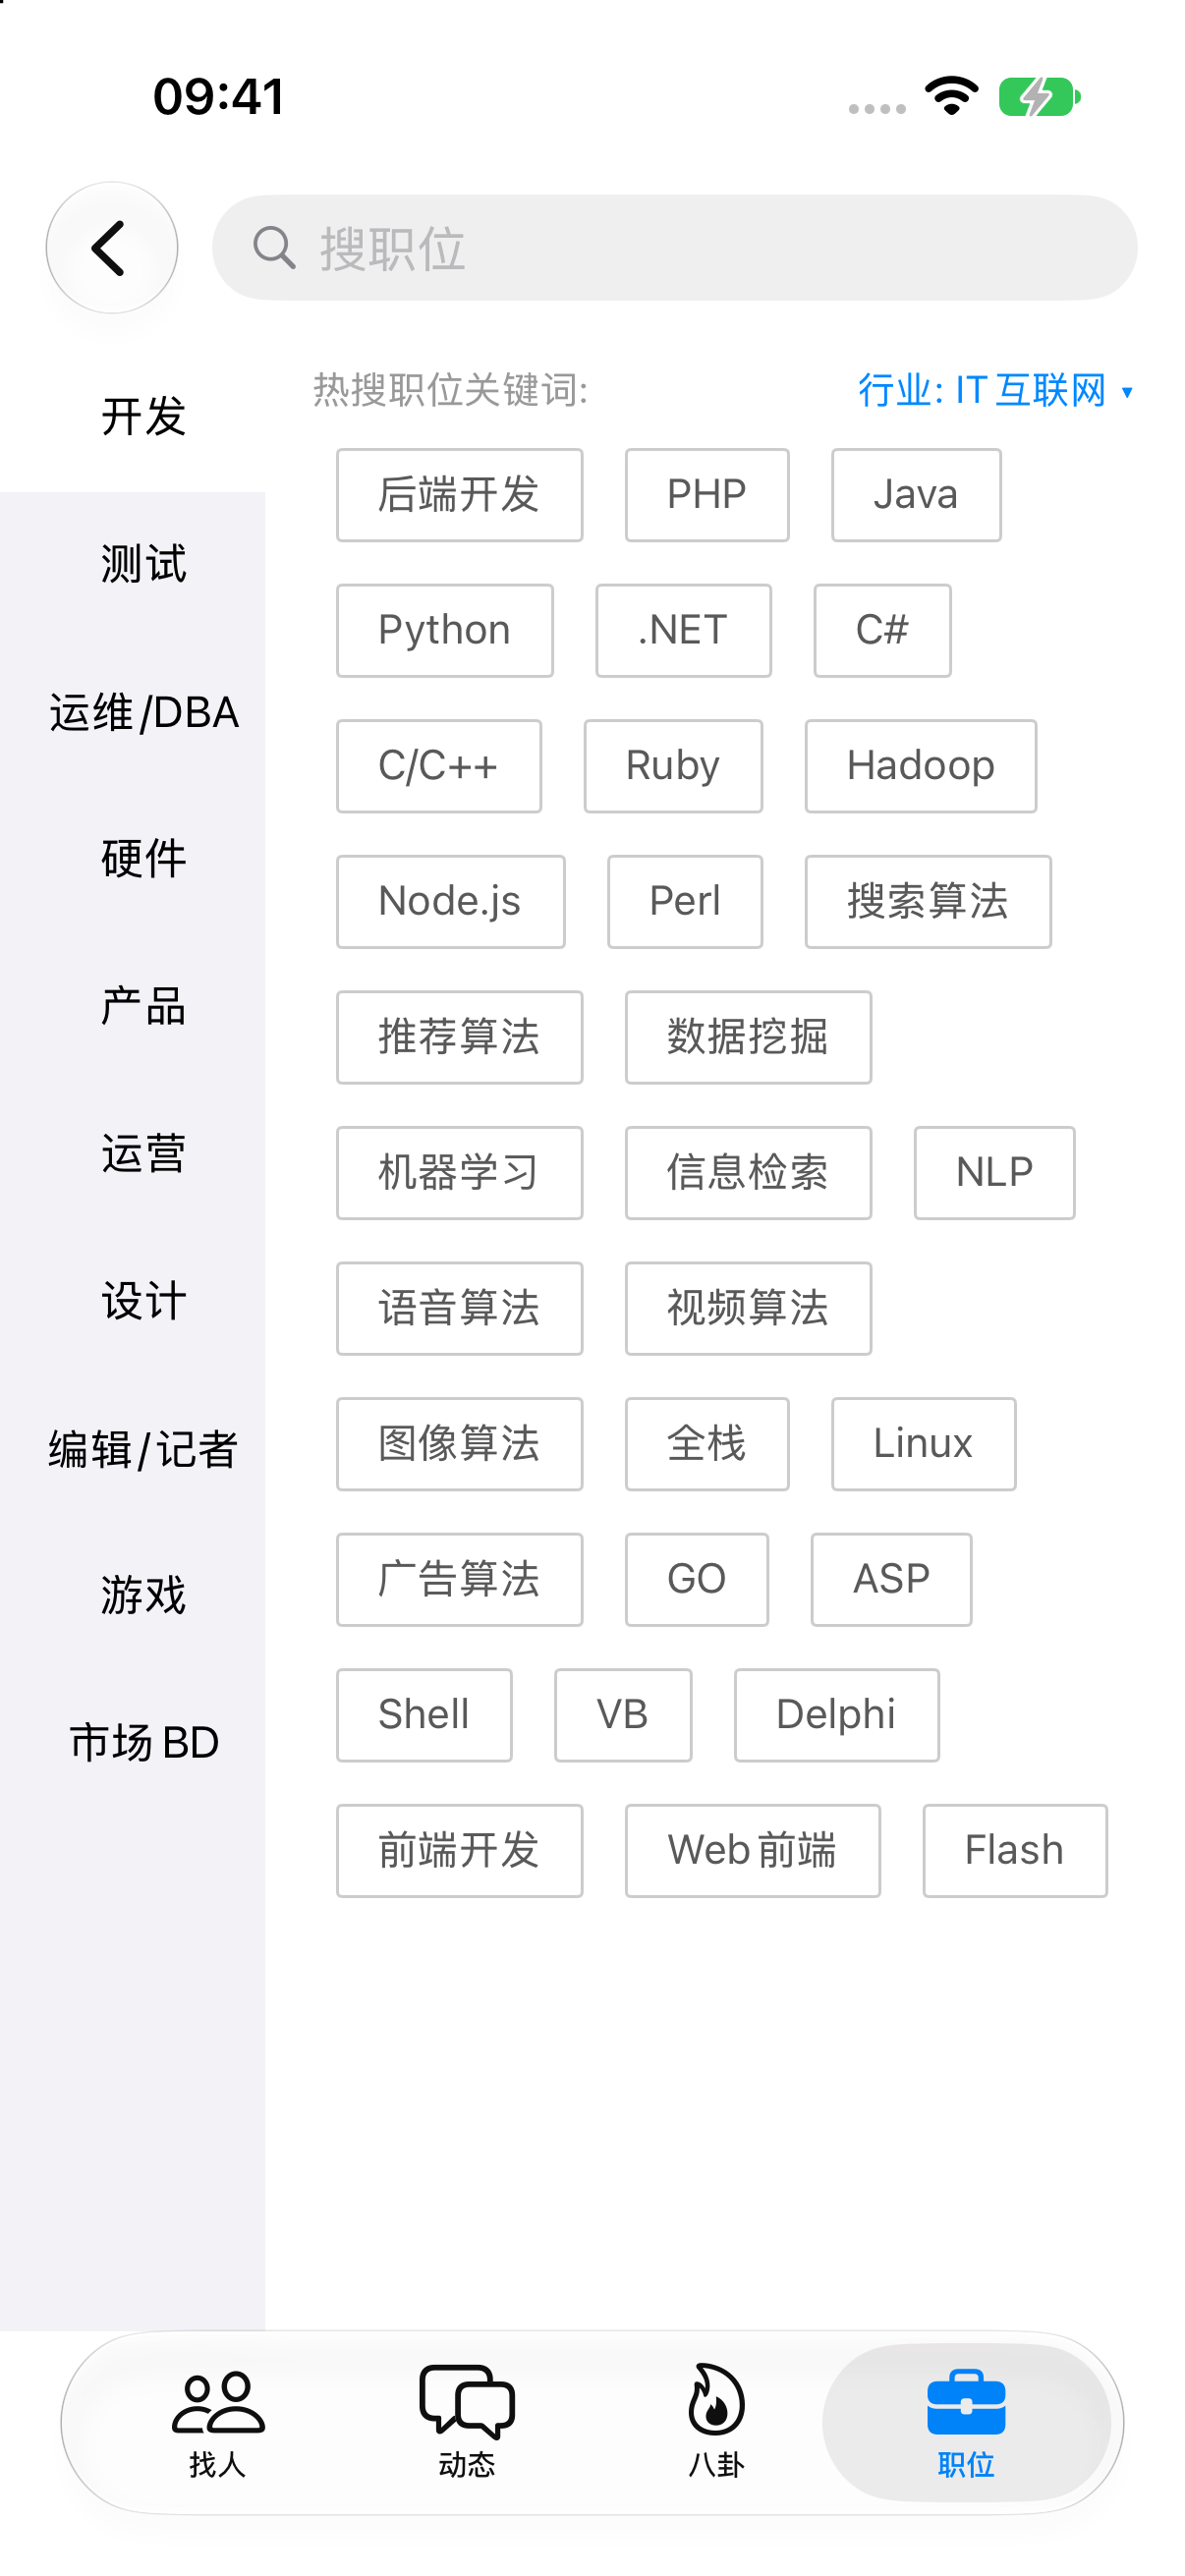 09:41
搜职位
开发
测试
运维/DBA
硬件
产品
运营
设计
编辑/记者
游戏
市场 BD
热搜职位关键词:
行业: IT 互联网 ▼
后端开发 PHP Java
Python .NET C#
C/C++ Ruby Hadoop
Node.js Perl 搜索算法
推荐算法 数据挖掘
机器学习 信息检索 NLP
语音算法 视频算法
图像算法 全栈 Linux
广告算法 GO ASP
Shell VB Delphi
前端开发 Web 前端 Flash
找人 动态 八卦 职位